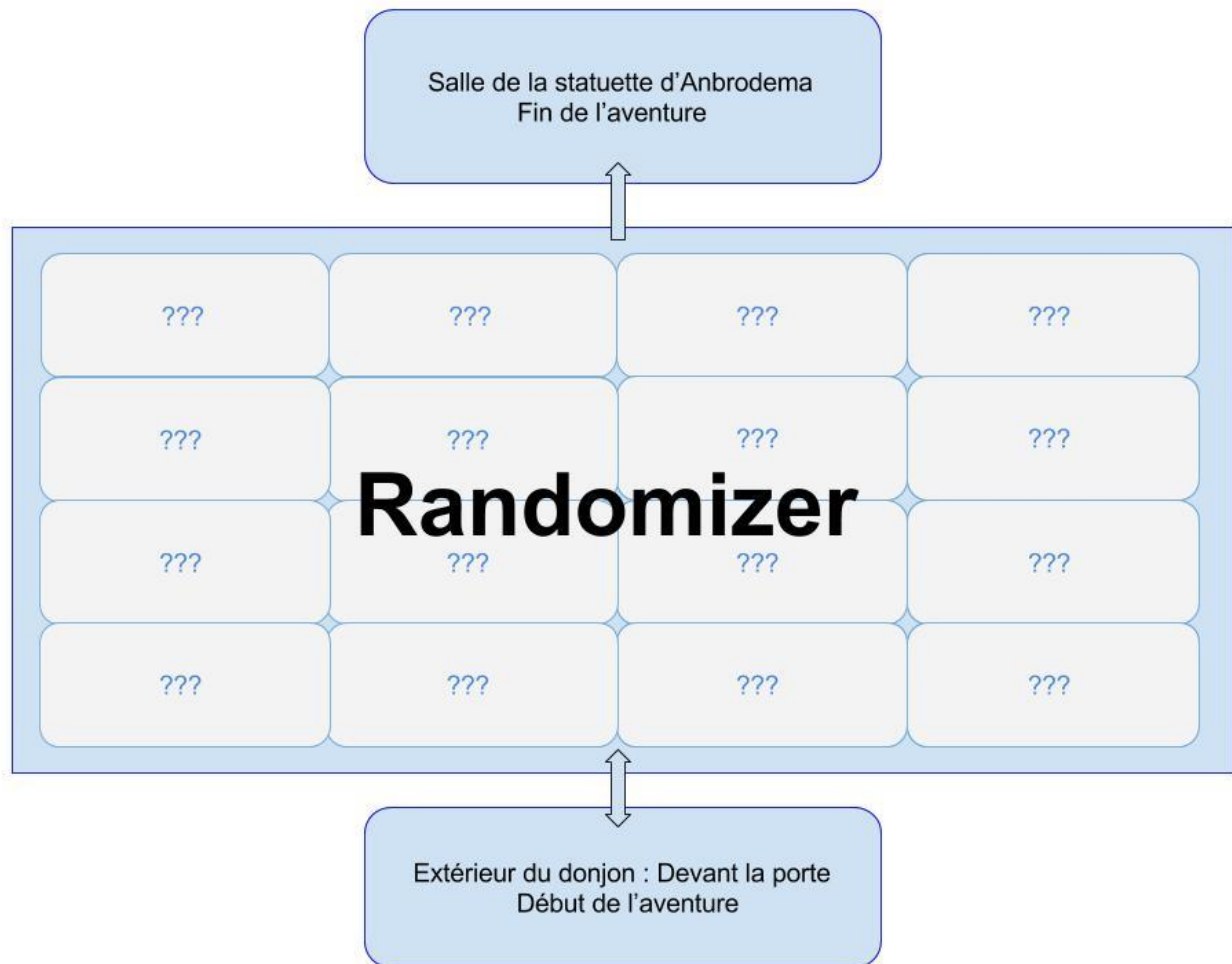 Salle de la statuette d'Anbrodema
Fin de l'aventure
??? ??? ??? ???
??? ??? ??? ???
Randomizer
??? ??? ??? ???
??? ??? ??? ???
Extérieur du donjon : Devant la porte
Début de l'aventure